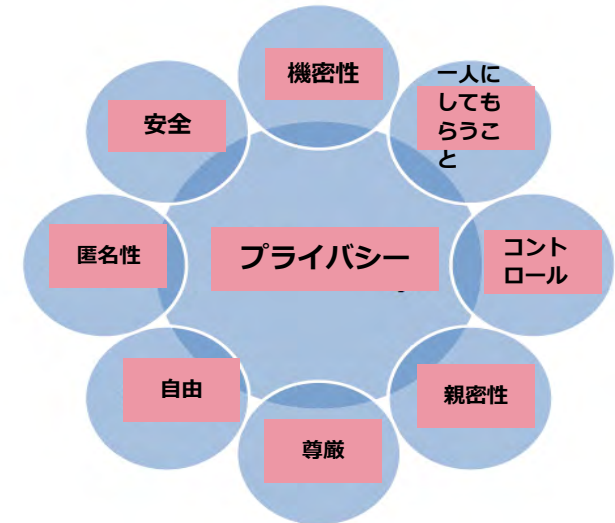 機密性
一人に
しても
らうこ
と
安全
匿名性
プライバシー
コント
ロール
自由
親密性
尊厳